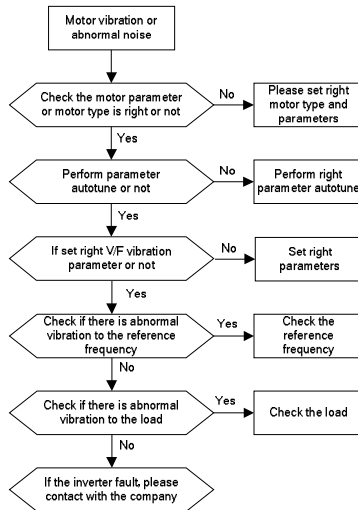 Motor vibration or
abnormal noise
Check the motor parameter
or motor type is right or not
No
Please set right
motor type and
parameters
Yes
Perform parameter
autotune or not
No
Perform right
parameter autotune
Yes
If set right V/F vibration
parameter or not
No
Set right
parameters
Yes
Check if there is abnormal
vibration to the reference
frequency
Yes
Check the
reference
frequency
No
Check if there is abnormal
vibration to the load
Yes
Check the load
No
If the inverter fault, please
contact with the company